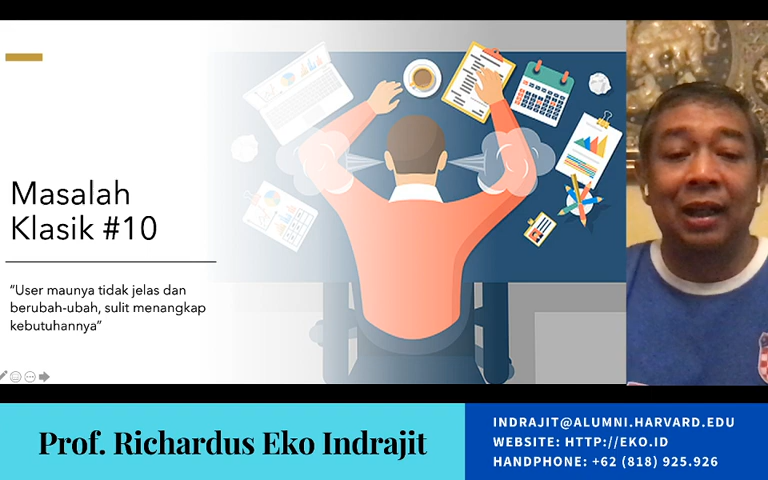 Masalah
Klasik #10
“User maunya tidak jelas dan
berubah-ubah, sulit menangkap
kebutuhannya”
Prof. Richardus Eko Indrajit
INDRAJIT@ALUMNI.HARVARD.EDU
WEBSITE: HTTP://EKO.ID
HANDPHONE: +62 (818) 925.926